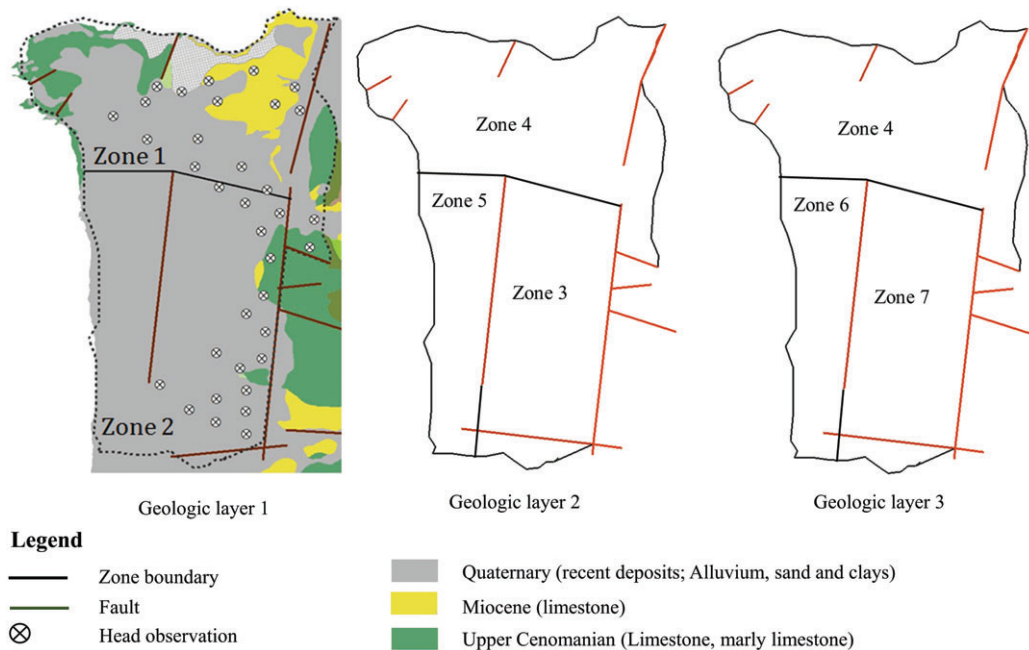 Zone 1
Zone 2
Zone 4
Zone 5
Zone 3
Zone 4
Zone 6
Zone 7
Geologic layer 1
Geologic layer 2
Geologic layer 3
Legend
Zone boundary
Fault
Head observation
Quaternary (recent deposits; Alluvium, sand and clays)
Miocene (limestone)
Upper Cenomanian (Limestone, marly limestone)